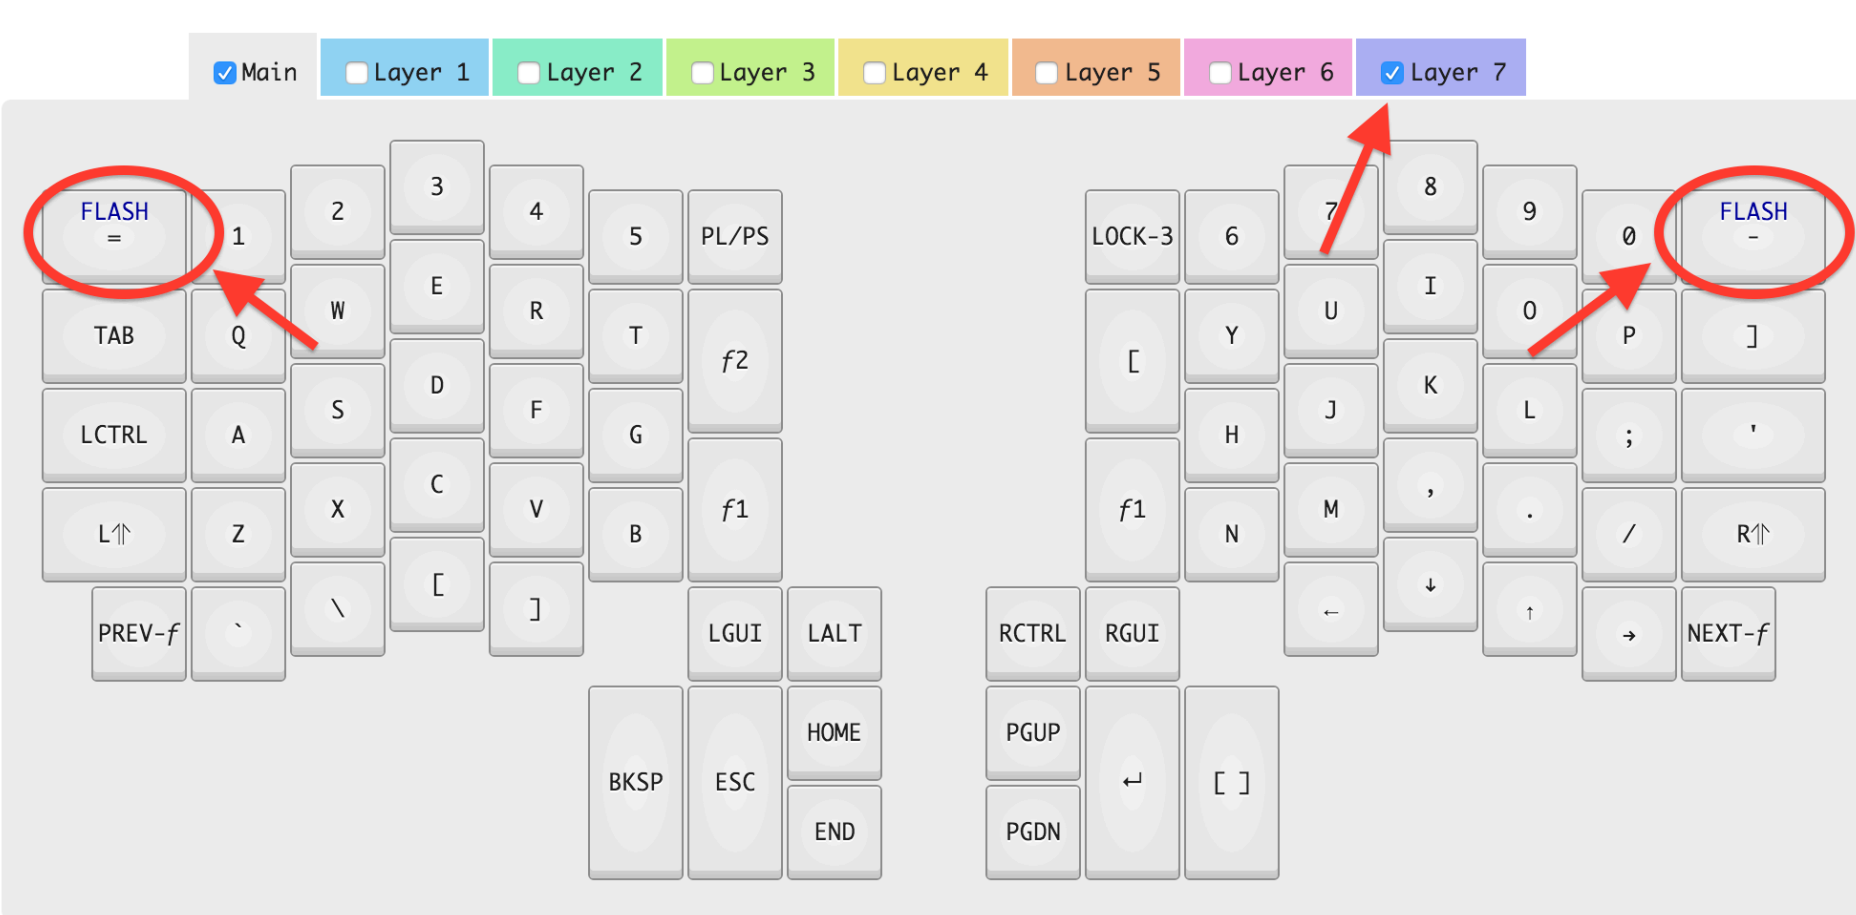 Main Layer 1 Layer 2 Layer 3 Layer 4 Layer 5 Layer 6 Layer 7
FLASH
=
1
2
3
4
5
PL/PS
TAB
Q
W
E
R
T
f2
LCTRL
A
S
D
F
G
L⇑
Z
X
C
V
B
f1
PREV-f
`
\
[
]
LGUI
LALT
BKSP
ESC
HOME
END
LOCK-3
6
7
8
9
0
FLASH
-
[
Y
U
I
O
P
]
H
J
K
L
;
'
f1
N
M
,
.
/
R⇑
RCTRL
RGUI
←
↓
↑
→
NEXT-f
PGUP
PGDN
↵
[ ]